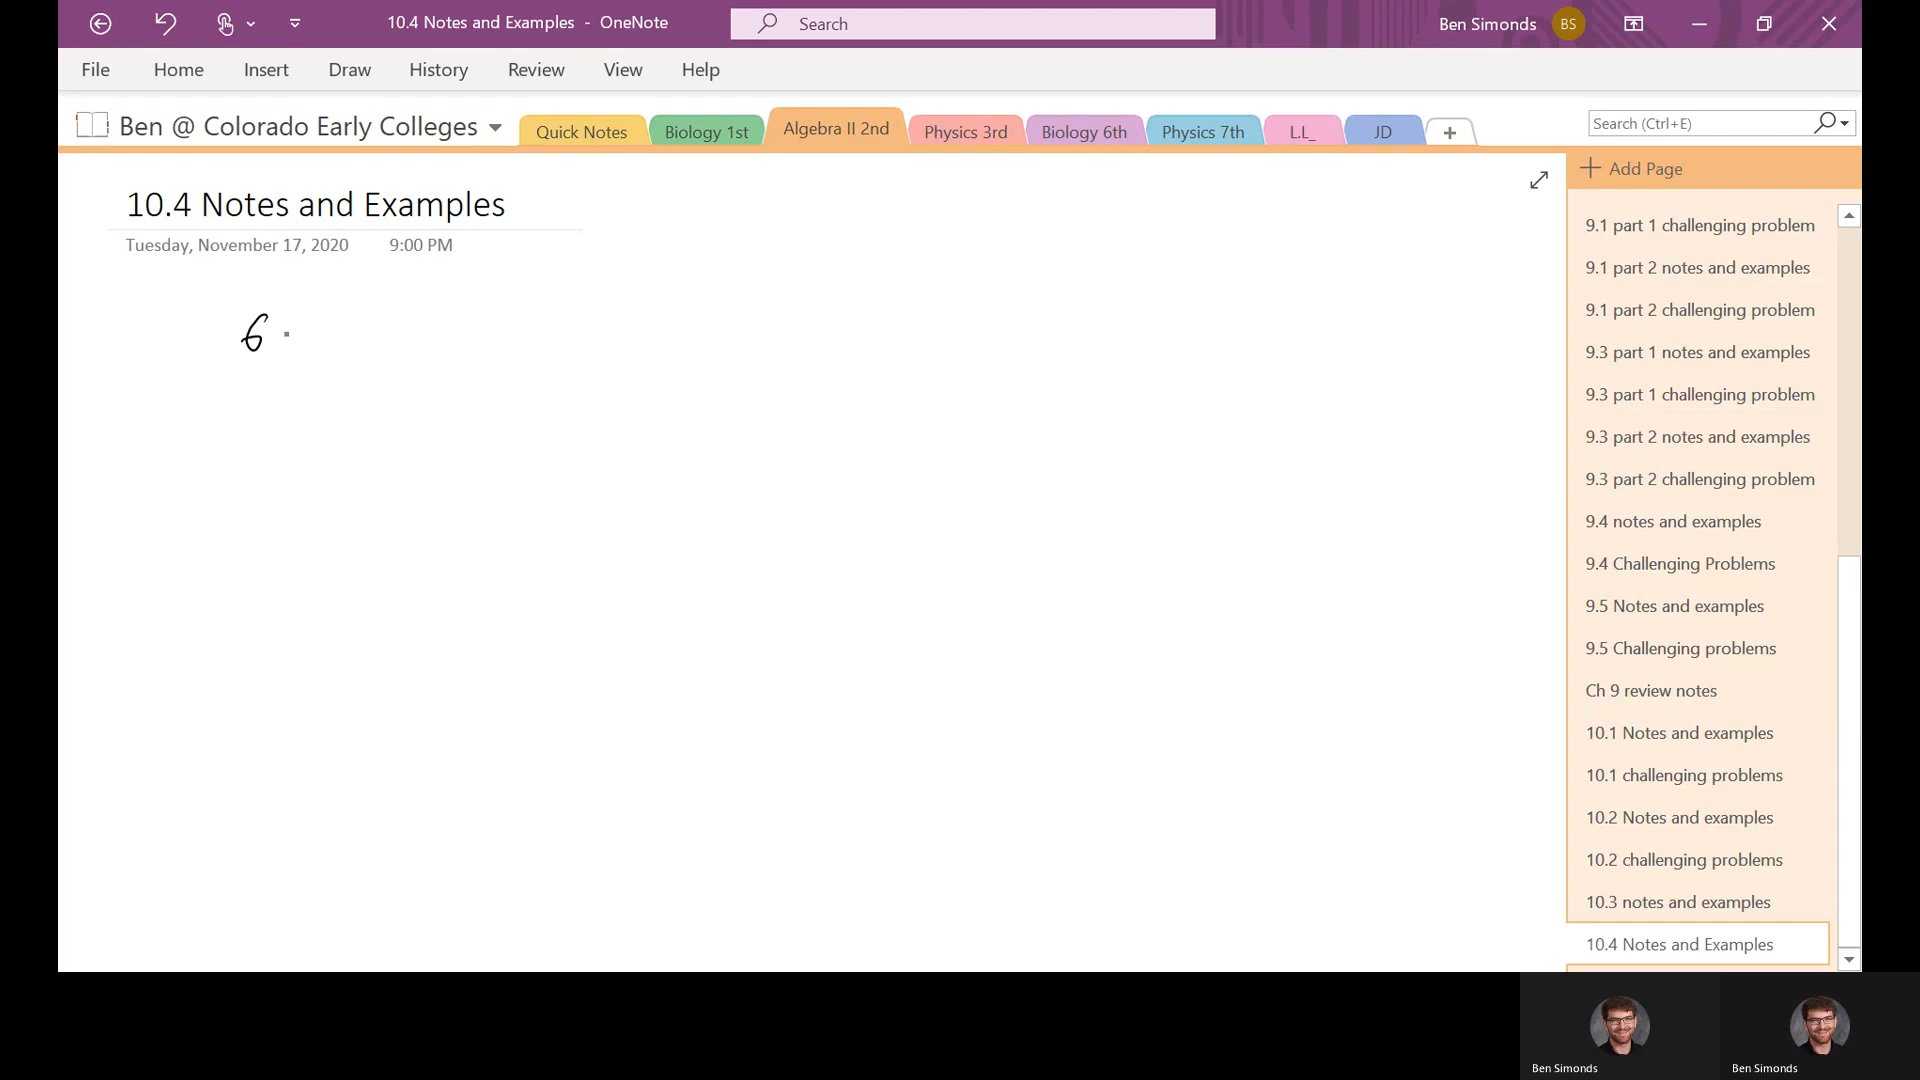 10.4 Notes and Examples - OneNote
Search
Ben Simonds
BS
File Home Insert Draw History Review View Help
Ben @ Colorado Early Colleges
Quick Notes
Biology 1st
Algebra II 2nd
Physics 3rd
Biology 6th
Physics 7th
L.L_
JD
Search (Ctrl+E)
10.4 Notes and Examples
Tuesday, November 17, 2020 9:00 PM
6 ·
Add Page
9.1 part 1 challenging problem
9.1 part 2 notes and examples
9.1 part 2 challenging problem
9.3 part 1 notes and examples
9.3 part 1 challenging problem
9.3 part 2 notes and examples
9.3 part 2 challenging problem
9.4 notes and examples
9.4 Challenging Problems
9.5 Notes and examples
9.5 Challenging problems
Ch 9 review notes
10.1 Notes and examples
10.1 challenging problems
10.2 Notes and examples
10.2 challenging problems
10.3 notes and examples
10.4 Notes and Examples
Ben Simonds
Ben Simonds